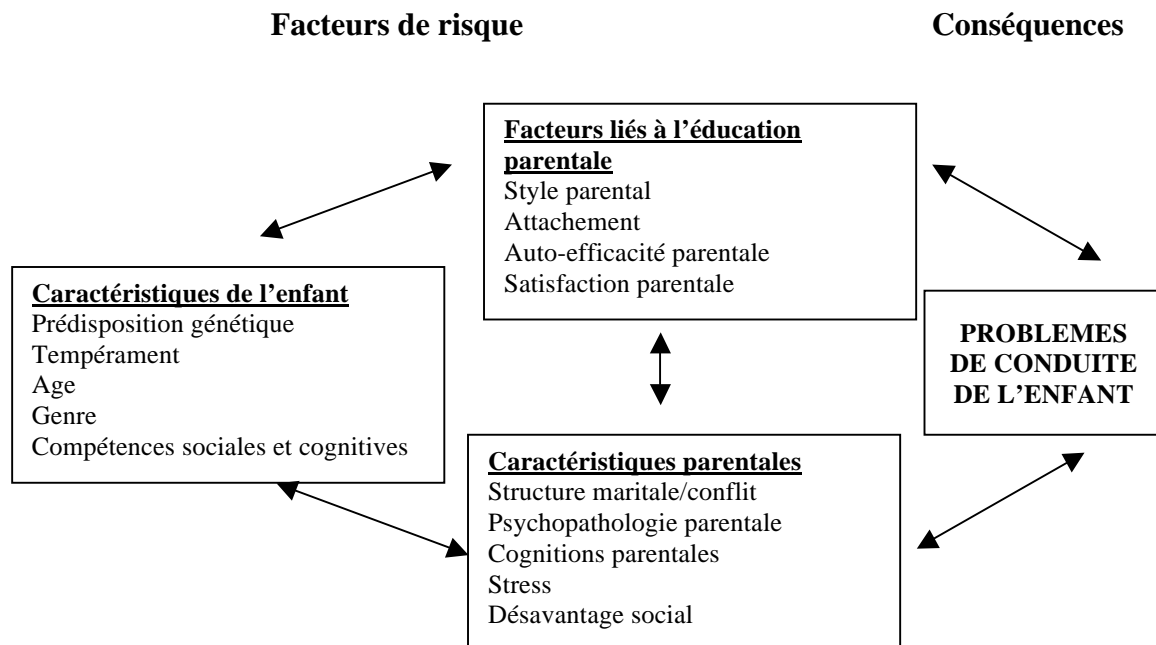 Facteurs de risque
Conséquences
Facteurs liés à l’éducation
parentale
Style parental
Attachement
Auto-efficacité parentale
Satisfaction parentale
Caractéristiques de l’enfant
Prédisposition génétique
Tempérament
Age
Genre
Compétences sociales et cognitives
PROBLEMES
DE CONDUITE
DE L’ENFANT
Caractéristiques parentales
Structure maritale/conflit
Psychopathologie parentale
Cognitions parentales
Stress
Désavantage social